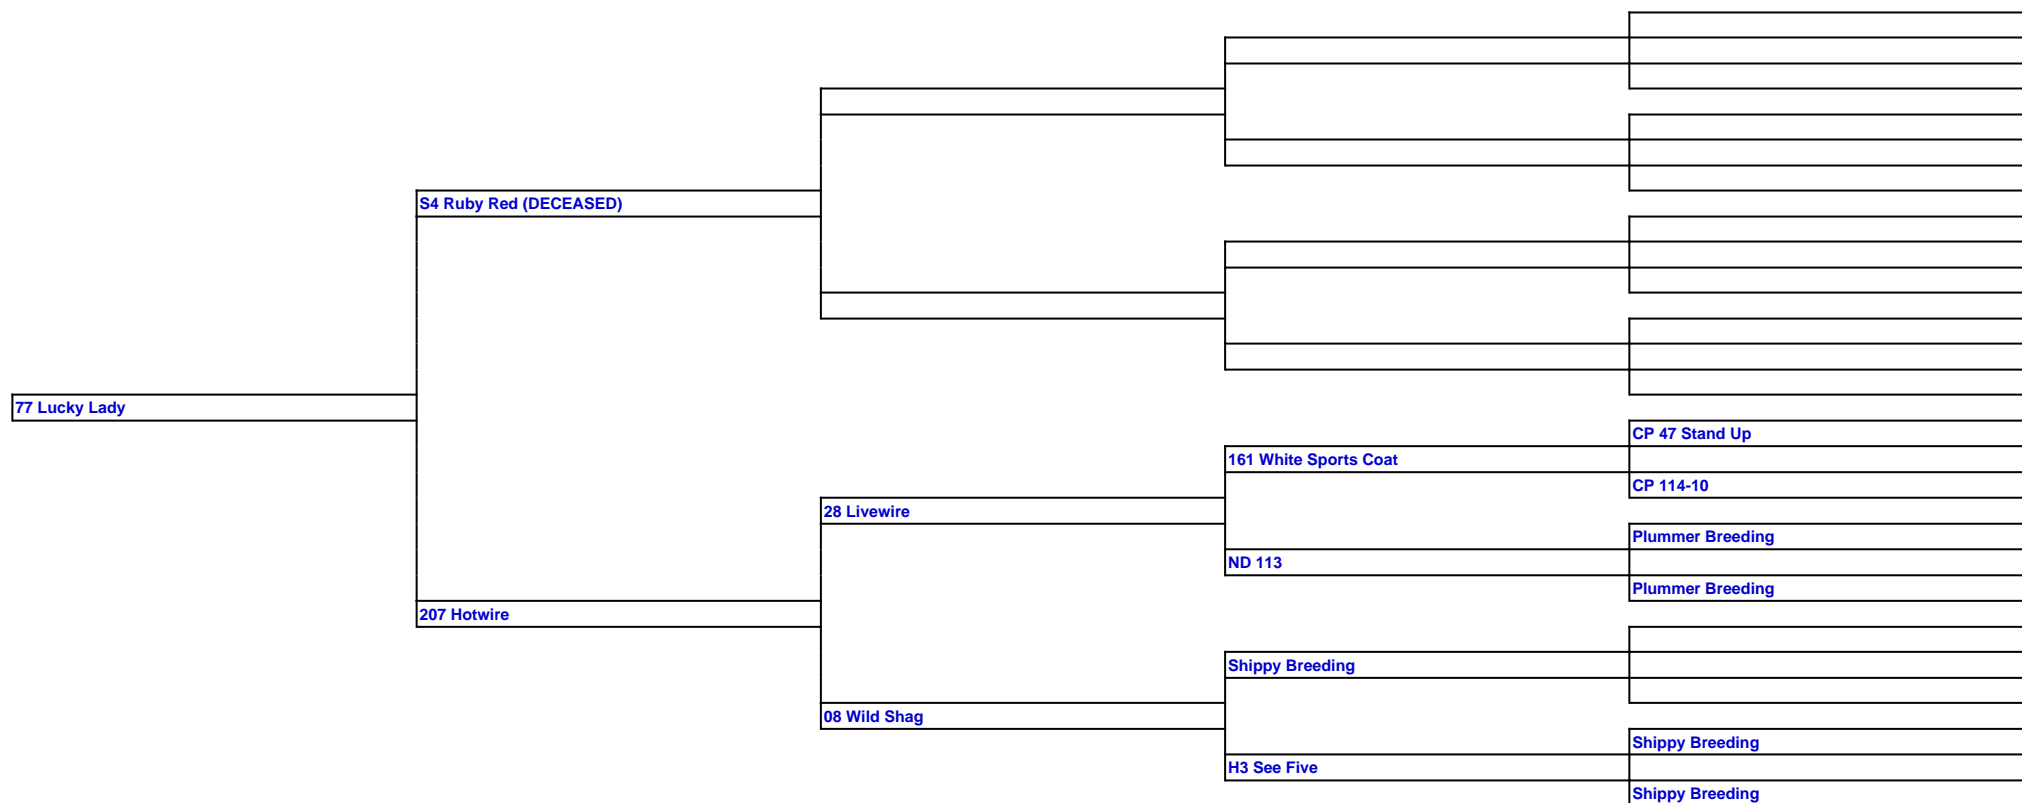 S4 Ruby Red (DECEASED)
77 Lucky Lady
CP 47 Stand Up
161 White Sports Coat
CP 114-10
28 Livewire
Plummer Breeding
ND 113
Plummer Breeding
207 Hotwire
Shippy Breeding
08 Wild Shag
Shippy Breeding
H3 See Five
Shippy Breeding